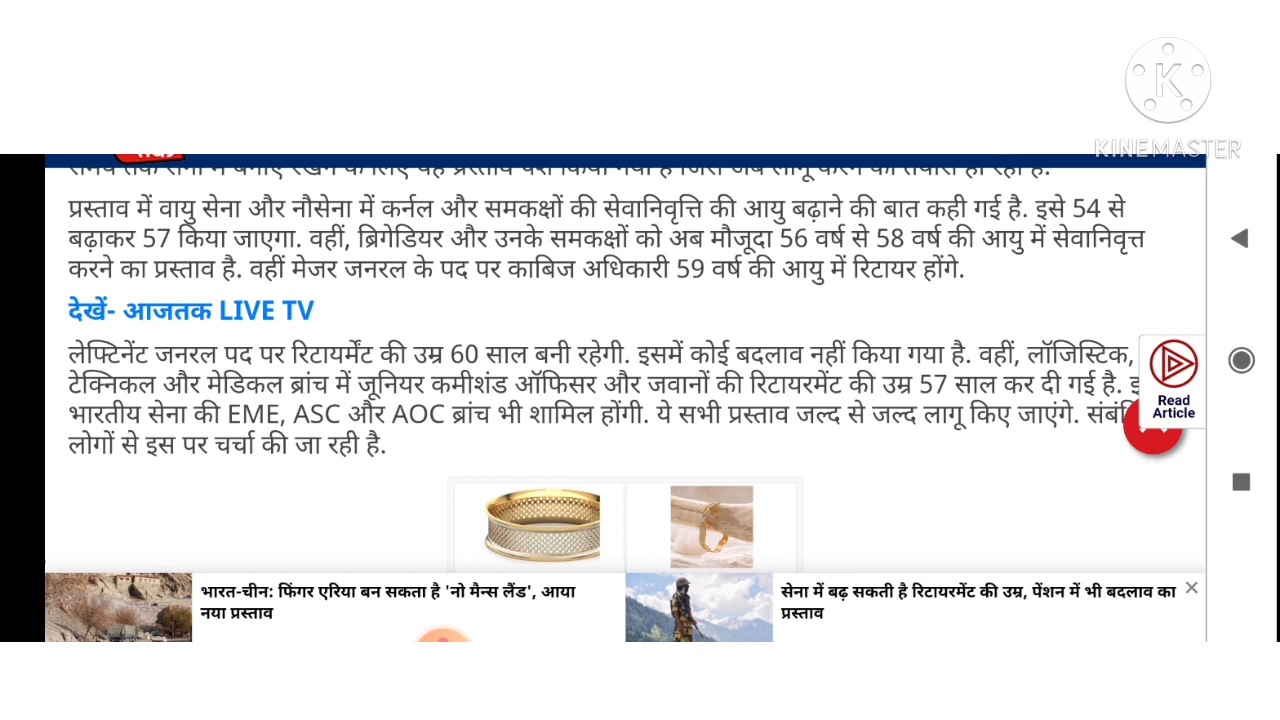 K
KINEMASTER
प्रस्ताव में वायु सेना और नौसेना में कर्नल और समकक्षों की सेवानिवृत्ति की आयु बढ़ाने की बात कही गई है. इसे 54 से
बढ़ाकर 57 किया जाएगा. वहीं, ब्रिगेडियर और उनके समकक्षों को अब मौजूदा 56 वर्ष से 58 वर्ष की आयु में सेवानिवृत्त
करने का प्रस्ताव है. वहीं मेजर जनरल के पद पर काबिज अधिकारी 59 वर्ष की आयु में रिटायर होंगे.
देखें- आजतक LIVE TV
लेफ्टिनेंट जनरल पद पर रिटायर्मेंट की उम्र 60 साल बनी रहेगी. इसमें कोई बदलाव नहीं किया गया है. वहीं, लॉजिस्टिक,
टेक्निकल और मेडिकल ब्रांच में जूनियर कमीशंड ऑफिसर और जवानों की रिटायरमेंट की उम्र 57 साल कर दी गई है.
भारतीय सेना की EME, ASC और AOC ब्रांच भी शामिल होंगी. ये सभी प्रस्ताव जल्द से जल्द लागू किए जाएंगे.
लोगों से इस पर चर्चा की जा रही है.
Read
Article
भारत-चीन: फिंगर एरिया बन सकता है 'नो मैन्स लैंड', आया
नया प्रस्ताव
सेना में बढ़ सकती है रिटायरमेंट की उम्र, पेंशन में भी बदलाव का
प्रस्ताव